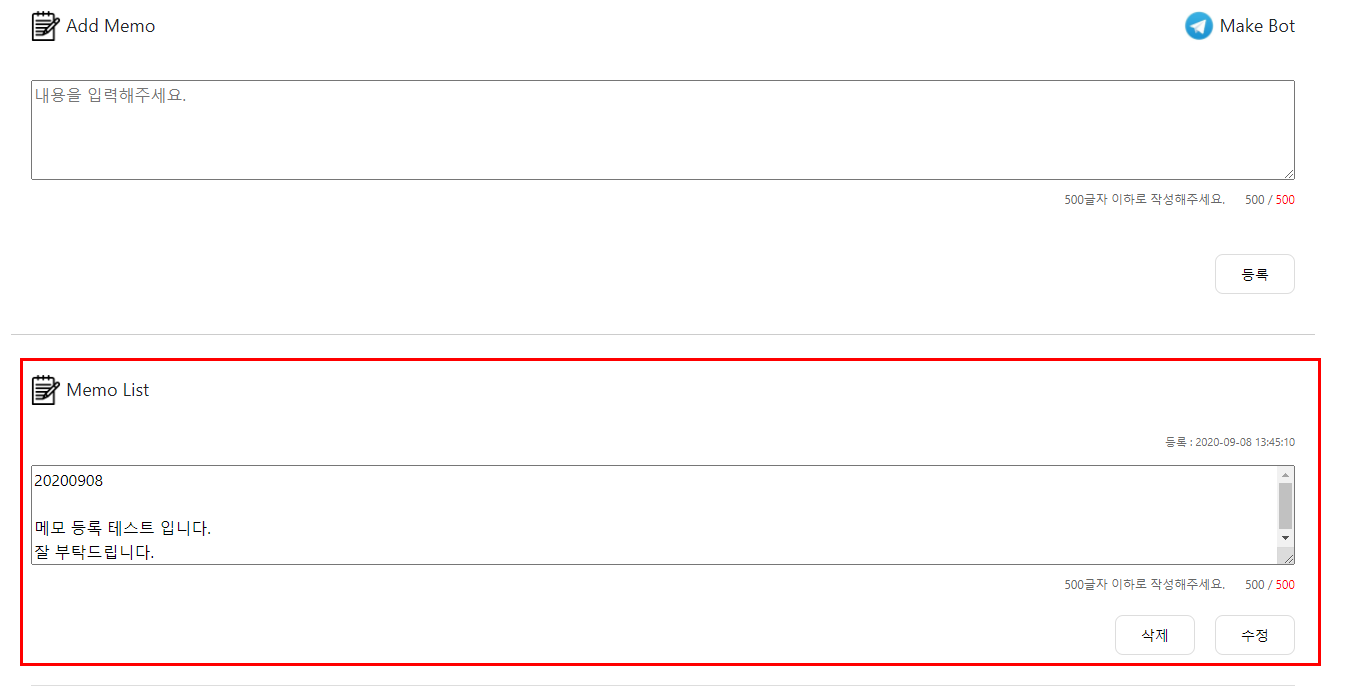 Add Memo
Make Bot
내용을 입력해주세요.
500글자 이하로 작성해주세요. 500 / 500
등록
Memo List
등록 : 2020-09-08 13:45:10
20200908
메모 등록 테스트 입니다.
잘 부탁드립니다.
500글자 이하로 작성해주세요. 500 / 500
삭제 수정